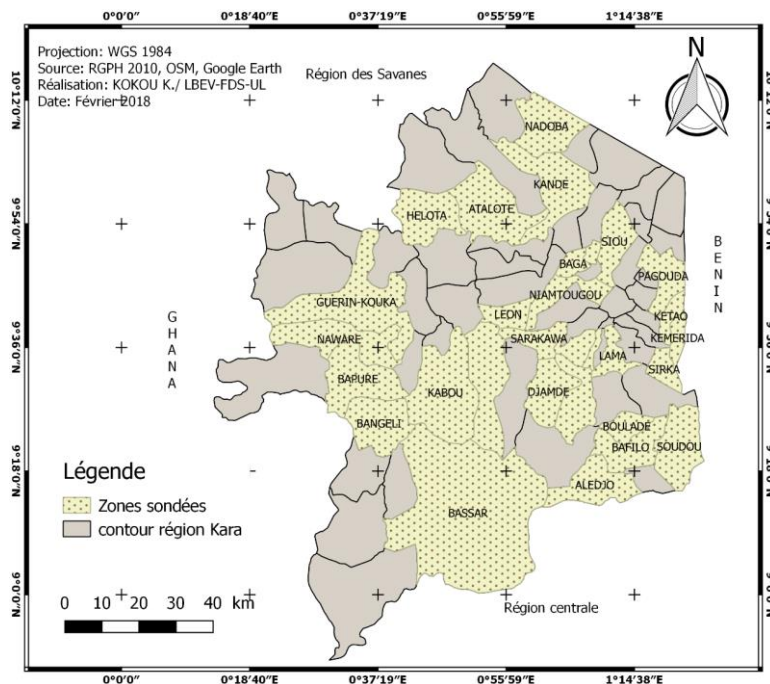 0°0'0"
0°18'40"
0°37'19"
0°55'59"
1°14'38"
Projection: WGS 1984
Source: RGPH 2010, OSM, Google Earth
Réalisation: KOKOU K./ LBEV-FDS-UL
Date: Février 2018
Région des Savanes
N
10°12'0"N
9°54'0"N
9°36'0"N
9°18'0"N
9°0'0"N
NADOBA
KANDE
HELOTA
ATALOTE
SIOU
BAGA
PAGOUDA
NIAMTOUGOU
GUERIN-KOUKA
LEON
KETAO
NAWARE
SARAKAWA
KEMERIDA
LAMA
SIRKA
BAPURE
KABOU
DJAMDE
BANGELI
BOULADE
BAFILO
SOUDOU
ALEDJO
BASSAR
GHANA
BENIN
Légende
Zones sondées
contour région Kara
0 10 20 30 40 km
Région centrale
0°0'0"
0°18'40"
0°37'19"
0°55'59"
1°14'38"